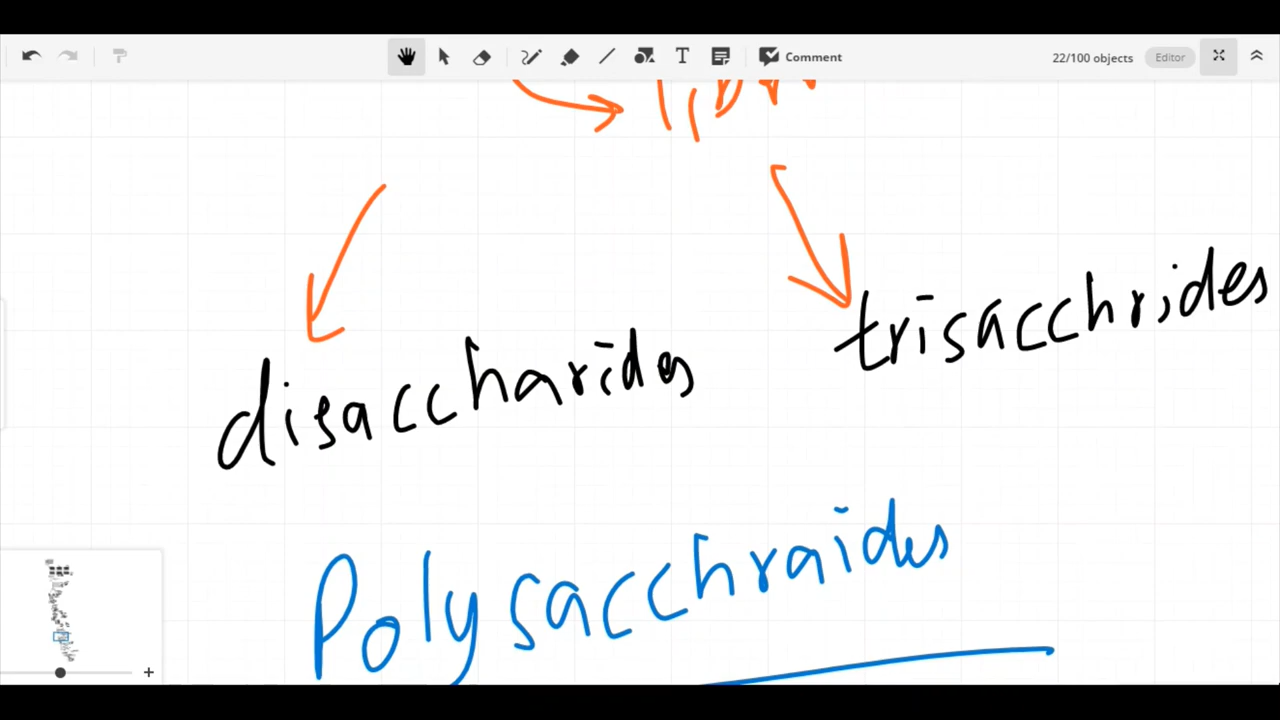 Comment
22/100 objects
Editor
trisacchrides
disaccharides
Polysacchraides